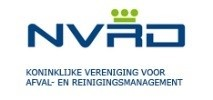 NVRD
KONINKLIJKE VERENIGING VOOR
AFVAL- EN REINIGINGSMANAGEMENT